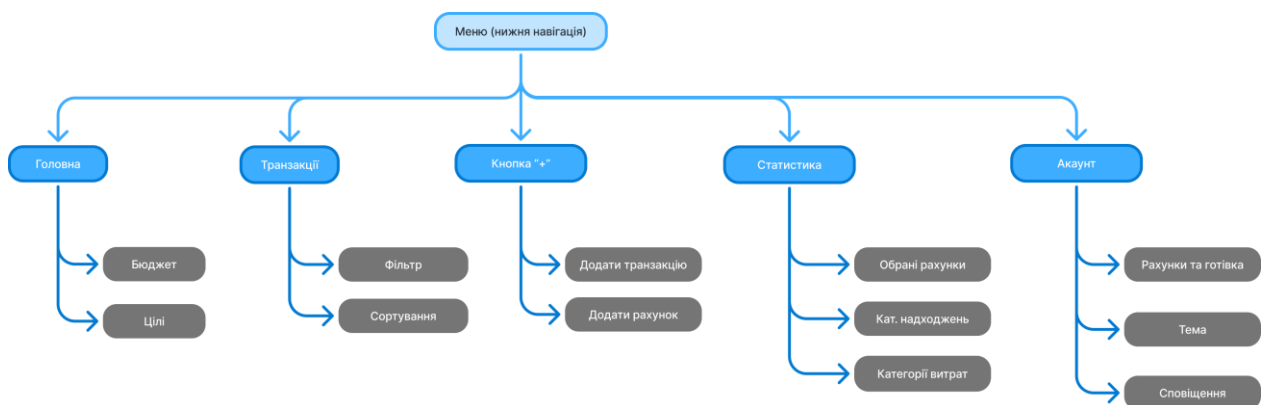 Меню (нижня навігація)
Головна
Транзакції
Кнопка "+"
Статистика
Акаунт
Бюджет
Цілі
Фільтр
Сортування
Додати транзакцію
Додати рахунок
Обрані рахунки
Кат. надходжень
Категорії витрат
Рахунки та готівка
Тема
Сповіщення